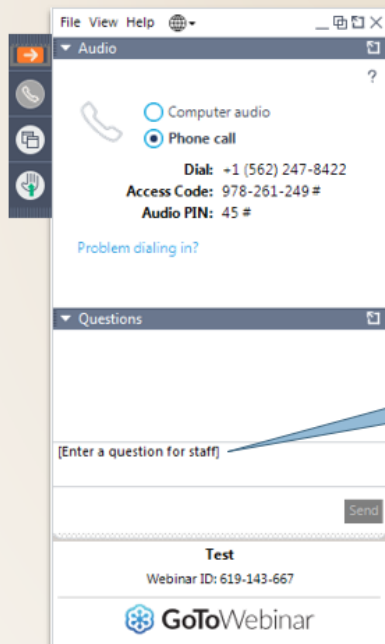 File View Help
Audio
?
Computer audio
Phone call
Dial: +1 (562) 247-8422
Access Code: 978-261-249 #
Audio PIN: 45 #
Problem dialing in?
Questions
[Enter a question for staff]
Send
Test
Webinar ID: 619-143-667
GoToWebinar